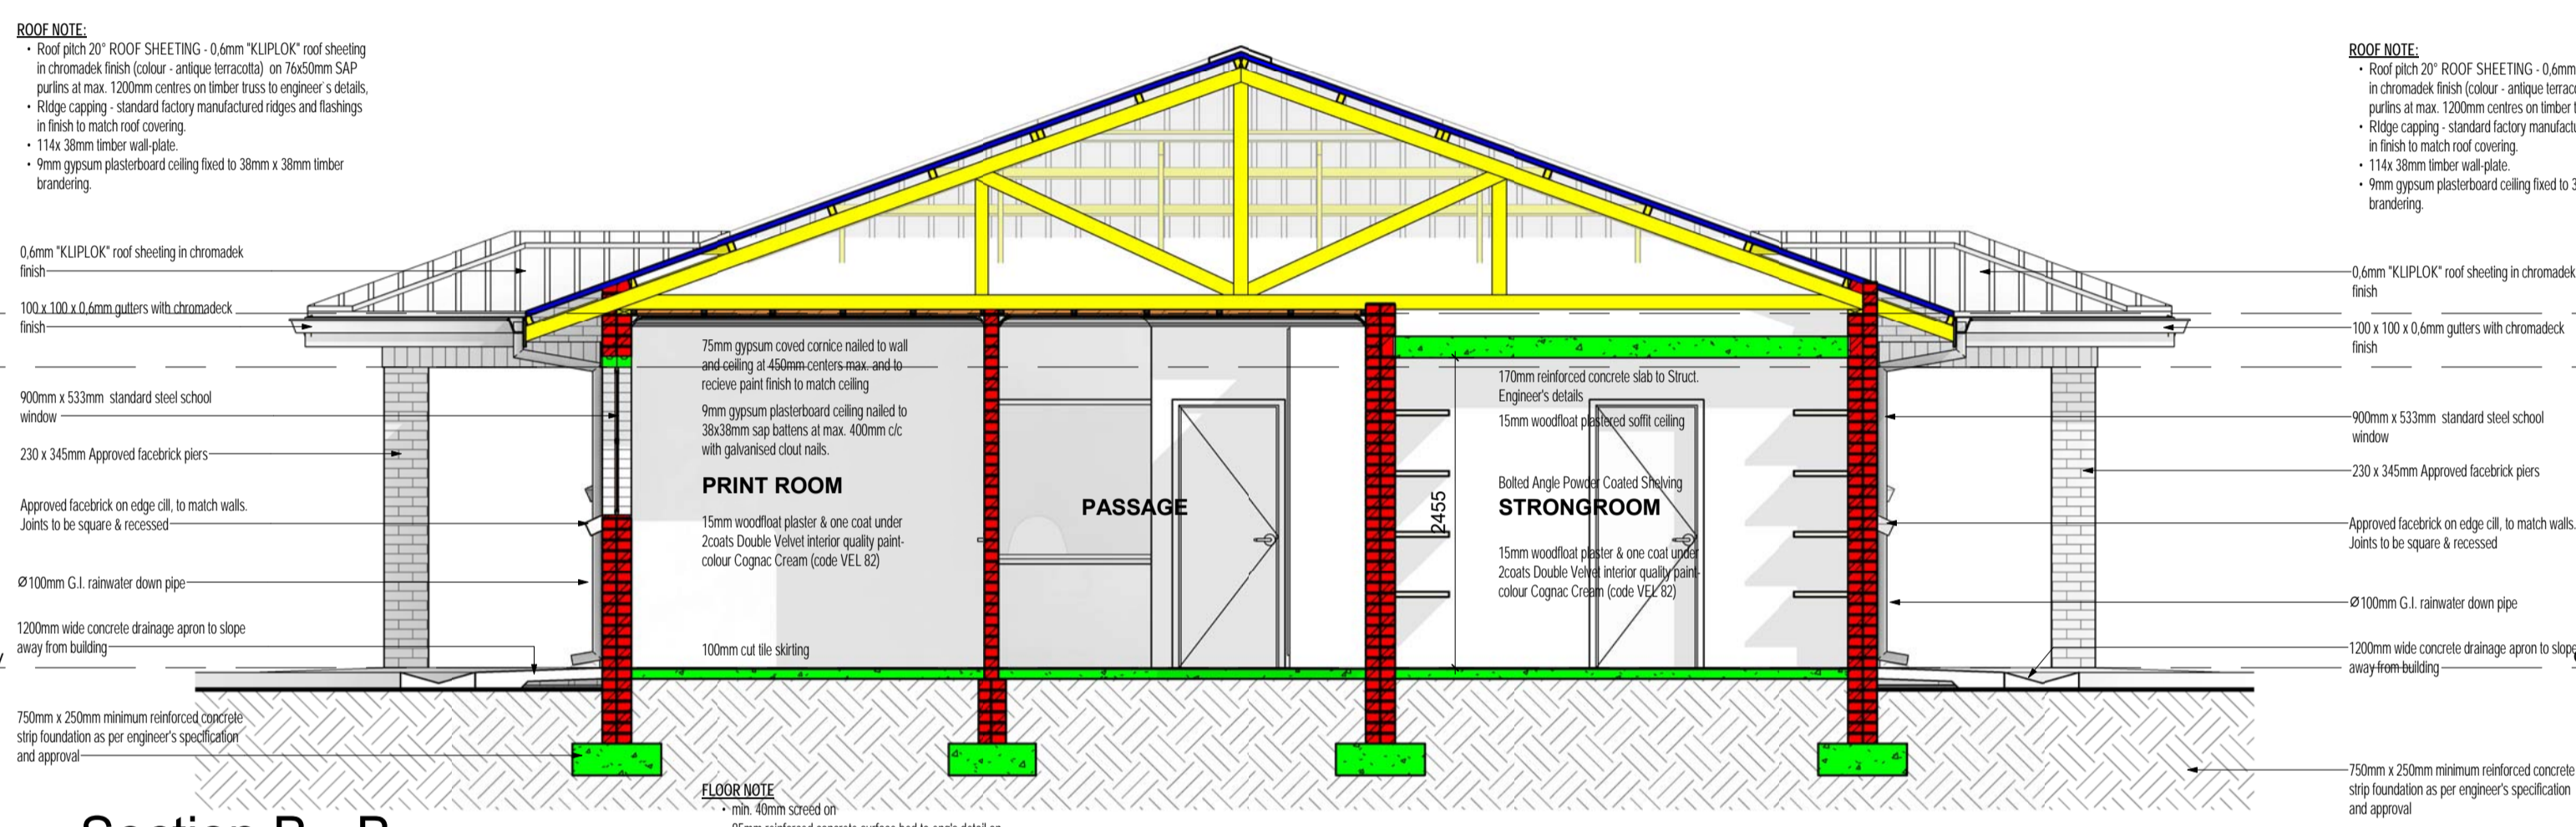 ROOF NOTE:
• Roof pitch 20° ROOF SHEETING - 0,6mm "KLIPLOK" roof sheeting
in chromadek finish (colour - antique terracotta) on 76x50mm SAP
purlins at max. 1200mm centres on timber truss to engineer`s details,
• RIdge capping - standard factory manufactured ridges and flashings
in finish to match roof covering.
• 114x 38mm timber wall-plate.
• 9mm gypsum plasterboard ceiling fixed to 38mm x 38mm timber
brandering.
0,6mm "KLIPLOK" roof sheeting in chromadek
finish
100 x 100 x 0,6mm gutters with chromadeck
finish
900mm x 533mm standard steel school
window
230 x 345mm Approved facebrick piers
Approved facebrick on edge cill, to match walls.
Joints to be square & recessed
Ø100mm G.I. rainwater down pipe
1200mm wide concrete drainage apron to slope
away from building
750mm x 250mm minimum reinforced concrete
strip foundation as per engineer's specification
and approval
75mm gypsum coved cornice nailed to wall
and ceiling at 450mm centers max. and to
recieve paint finish to match ceiling
9mm gypsum plasterboard ceiling nailed to
38x38mm sap battens at max. 400mm c/c
with galvanised clout nails.
PRINT ROOM
15mm woodfloat plaster & one coat under
2coats Double Velvet interior quality paint-
colour Cognac Cream (code VEL 82)
100mm cut tile skirting
PASSAGE
2455
170mm reinforced concrete slab to Struct.
Engineer's details
15mm woodfloat plastered soffit ceiling
Bolted Angle Powder Coated Shelving
STRONGROOM
15mm woodfloat plaster & one coat under
2coats Double Velvet interior quality paint-
colour Cognac Cream (code VEL 82)
FLOOR NOTE
• min. 40mm screed on
ROOF NOTE:
• Roof pitch 20° ROOF SHEETING - 0,6mm
in chromadek finish (colour - antique
purlins at max. 1200mm centres on timber
• RIdge capping - standard factory
in finish to match roof covering.
• 114x 38mm timber wall-plate.
• 9mm gypsum plasterboard ceiling fixed to
brandering.
0,6mm "KLIPLOK" roof sheeting in chromadek
finish
100 x 100 x 0,6mm gutters with chromadeck
finish
900mm x 533mm standard steel school
window
230 x 345mm Approved facebrick piers
Approved facebrick on edge cill, to match walls.
Joints to be square & recessed
Ø100mm G.I. rainwater down pipe
1200mm wide concrete drainage apron to slope
away from building
750mm x 250mm minimum reinforced concrete
strip foundation as per engineer's specification
and approval